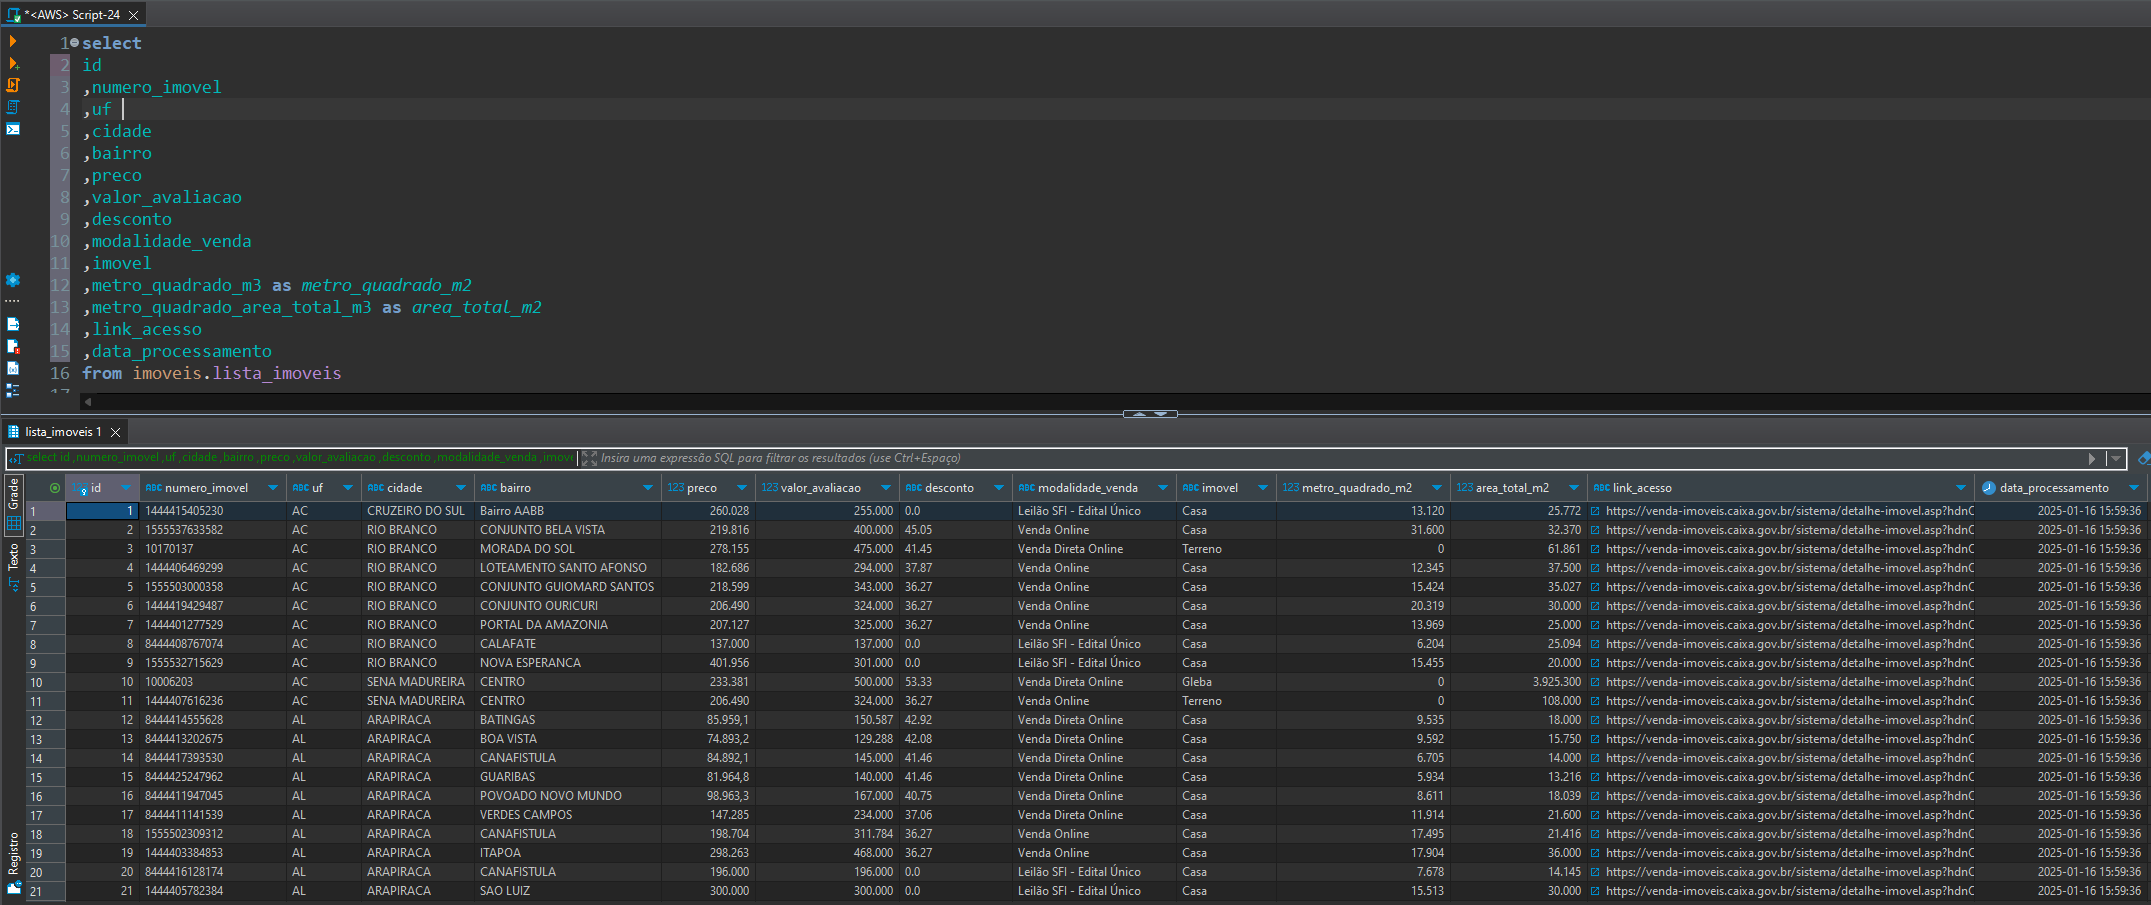 *<AWS> Script-24
1 select
2 id
3 ,numero_imovel
4 ,uf
5 ,cidade
6 ,bairro
7 ,preco
8 ,valor_avaliacao
9 ,desconto
10 ,modalidade_venda
11 ,imovel
12 ,metro_quadrado_m3 as metro_quadrado_m2
13 ,metro_quadrado_area_total_m3 as area_total_m2
14 ,link_acesso
15 ,data_processamento
16 from imoveis.lista_imoveis
17
lista_imoveis 1
select id ,numero_imovel ,uf ,cidade ,bairro ,preco ,valor_avaliacao ,desconto ,modalidade_venda ,imove Insira uma expressão SQL para filtrar os resultados (use Ctrl+Espaço)
Grade
Texto
Registro
id ABC numero_imovel ABC uf ABC cidade ABC bairro 123 preco 123 valor_avaliacao ABC desconto ABC modalidade_venda ABC imovel 123 metro_quadrado_m2 123 area_total_m2 ABC link_acesso data_processamento
1 1 1444415405230 AC CRUZEIRO DO SUL Bairro AABB 260.028 255.000 0.0 Leilão SFI - Edital Único Casa 13.120 25.772 https://venda-imoveis.caixa.gov.br/sistema/detalhe-imovel.asp?hdnC 2025-01-16 15:59:36
2 2 1555537633582 AC RIO BRANCO CONJUNTO BELA VISTA 219.816 400.000 45.05 Venda Online Casa 31.600 32.370 https://venda-imoveis.caixa.gov.br/sistema/detalhe-imovel.asp?hdnC 2025-01-16 15:59:36
3 3 10170137 AC RIO BRANCO MORADA DO SOL 278.155 475.000 41.45 Venda Direta Online Terreno 0 61.861 https://venda-imoveis.caixa.gov.br/sistema/detalhe-imovel.asp?hdnC 2025-01-16 15:59:36
4 4 1444406469299 AC RIO BRANCO LOTEAMENTO SANTO AFONSO 182.686 294.000 37.87 Venda Online Casa 12.345 37.500 https://venda-imoveis.caixa.gov.br/sistema/detalhe-imovel.asp?hdnC 2025-01-16 15:59:36
5 5 1555503000358 AC RIO BRANCO CONJUNTO GUIOMARD SANTOS 218.599 343.000 36.27 Venda Online Casa 15.424 35.027 https://venda-imoveis.caixa.gov.br/sistema/detalhe-imovel.asp?hdnC 2025-01-16 15:59:36
6 6 1444419429487 AC RIO BRANCO CONJUNTO OURICURI 206.490 324.000 36.27 Venda Online Casa 20.319 30.000 https://venda-imoveis.caixa.gov.br/sistema/detalhe-imovel.asp?hdnC 2025-01-16 15:59:36
7 7 1444401277529 AC RIO BRANCO PORTAL DA AMAZONIA 207.127 325.000 36.27 Venda Online Casa 13.969 25.000 https://venda-imoveis.caixa.gov.br/sistema/detalhe-imovel.asp?hdnC 2025-01-16 15:59:36
8 8 8444408767074 AC RIO BRANCO CALAFATE 137.000 137.000 0.0 Leilão SFI - Edital Único Casa 6.204 25.094 https://venda-imoveis.caixa.gov.br/sistema/detalhe-imovel.asp?hdnC 2025-01-16 15:59:36
9 9 1555532715629 AC RIO BRANCO NOVA ESPERANCA 401.956 301.000 0.0 Leilão SFI - Edital Único Casa 15.455 20.000 https://venda-imoveis.caixa.gov.br/sistema/detalhe-imovel.asp?hdnC 2025-01-16 15:59:36
10 10 10006203 AC SENA MADUREIRA CENTRO 233.381 500.000 53.33 Venda Direta Online Gleba 0 3.925.300 https://venda-imoveis.caixa.gov.br/sistema/detalhe-imovel.asp?hdnC 2025-01-16 15:59:36
11 11 1444407616236 AC SENA MADUREIRA CENTRO 206.490 324.000 36.27 Venda Online Terreno 0 108.000 https://venda-imoveis.caixa.gov.br/sistema/detalhe-imovel.asp?hdnC 2025-01-16 15:59:36
12 12 8444414555628 AL ARAPIRACA BATINGAS 85.959,1 150.587 42.92 Venda Direta Online Casa 9.535 18.000 https://venda-imoveis.caixa.gov.br/sistema/detalhe-imovel.asp?hdnC 2025-01-16 15:59:36
13 13 8444413202675 AL ARAPIRACA BOA VISTA 74.893,2 129.288 42.08 Venda Direta Online Casa 9.592 15.750 https://venda-imoveis.caixa.gov.br/sistema/detalhe-imovel.asp?hdnC 2025-01-16 15:59:36
14 14 8444417393530 AL ARAPIRACA CANAFISTULA 84.892,1 145.000 41.46 Venda Direta Online Casa 6.705 14.000 https://venda-imoveis.caixa.gov.br/sistema/detalhe-imovel.asp?hdnC 2025-01-16 15:59:36
15 15 8444425247962 AL ARAPIRACA GUARIBAS 81.964,8 140.000 41.46 Venda Direta Online Casa 5.934 13.216 https://venda-imoveis.caixa.gov.br/sistema/detalhe-imovel.asp?hdnC 2025-01-16 15:59:36
16 16 8444411947045 AL ARAPIRACA POVOADO NOVO MUNDO 98.963,3 167.000 40.75 Venda Direta Online Casa 8.611 18.039 https://venda-imoveis.caixa.gov.br/sistema/detalhe-imovel.asp?hdnC 2025-01-16 15:59:36
17 17 8444411141539 AL ARAPIRACA VERDES CAMPOS 147.285 234.000 37.06 Venda Direta Online Casa 11.914 21.600 https://venda-imoveis.caixa.gov.br/sistema/detalhe-imovel.asp?hdnC 2025-01-16 15:59:36
18 18 1555502309312 AL ARAPIRACA CANAFISTULA 198.704 311.784 36.27 Venda Online Casa 17.495 21.416 https://venda-imoveis.caixa.gov.br/sistema/detalhe-imovel.asp?hdnC 2025-01-16 15:59:36
19 19 1444403384853 AL ARAPIRACA ITAPOA 298.263 468.000 36.27 Venda Online Casa 17.904 36.000 https://venda-imoveis.caixa.gov.br/sistema/detalhe-imovel.asp?hdnC 2025-01-16 15:59:36
20 20 8444416128174 AL ARAPIRACA CANAFISTULA 196.000 196.000 0.0 Leilão SFI - Edital Único Casa 7.678 14.145 https://venda-imoveis.caixa.gov.br/sistema/detalhe-imovel.asp?hdnC 2025-01-16 15:59:36
21 21 1444405782384 AL ARAPIRACA SAO LUIZ 300.000 300.000 0.0 Leilão SFI - Edital Único Casa 15.513 30.000 https://venda-imoveis.caixa.gov.br/sistema/detalhe-imovel.asp?hdnC 2025-01-16 15:59:36